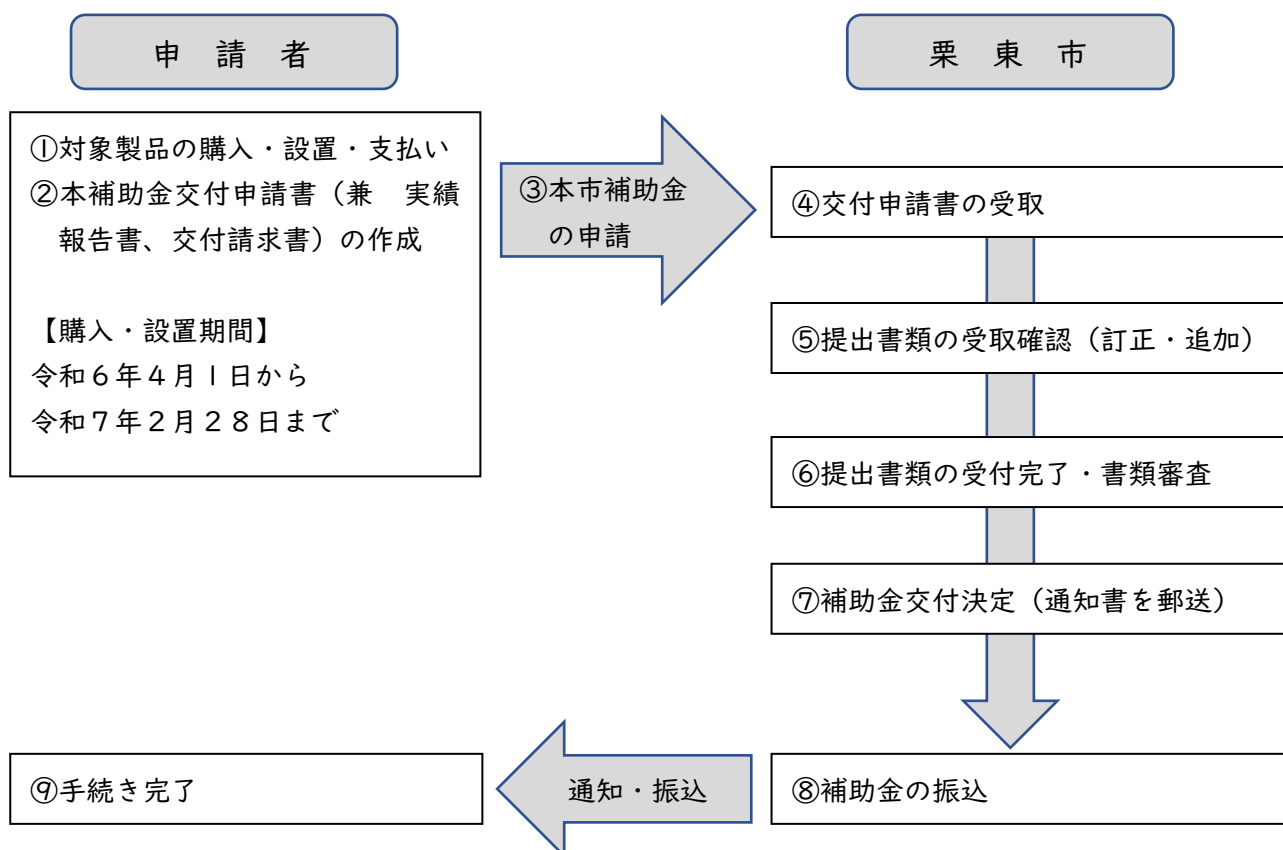 申　請　者
栗　東　市
①対象製品の購入・設置・支払い
②本補助金交付申請書（兼　実績
報告書、交付請求書）の作成
【購入・設置期間】
令和６年４月１日から
令和７年２月２８日まで
③本市補助金
の申請
④交付申請書の受取
⑤提出書類の受取確認（訂正・追加）
⑥提出書類の受付完了・書類審査
⑦補助金交付決定（通知書を郵送）
⑧補助金の振込
通知・振込
⑨手続き完了